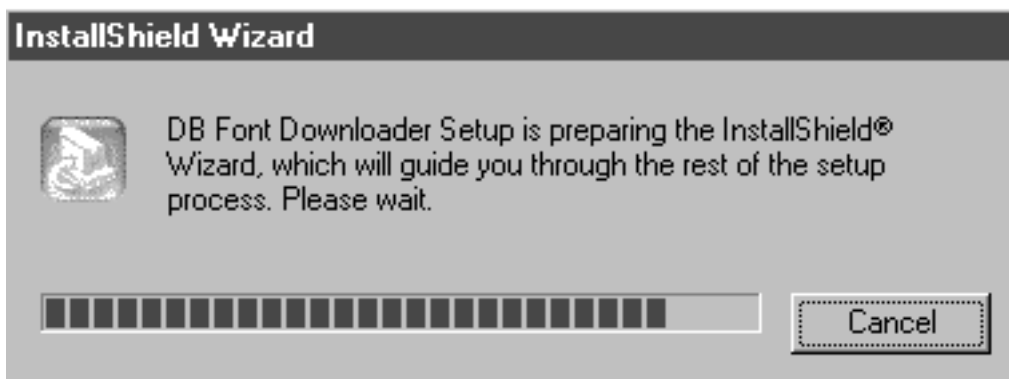 InstallShield Wizard
DB Font Downloader Setup is preparing the InstallShield®
Wizard, which will guide you through the rest of the setup
process. Please wait.
Cancel